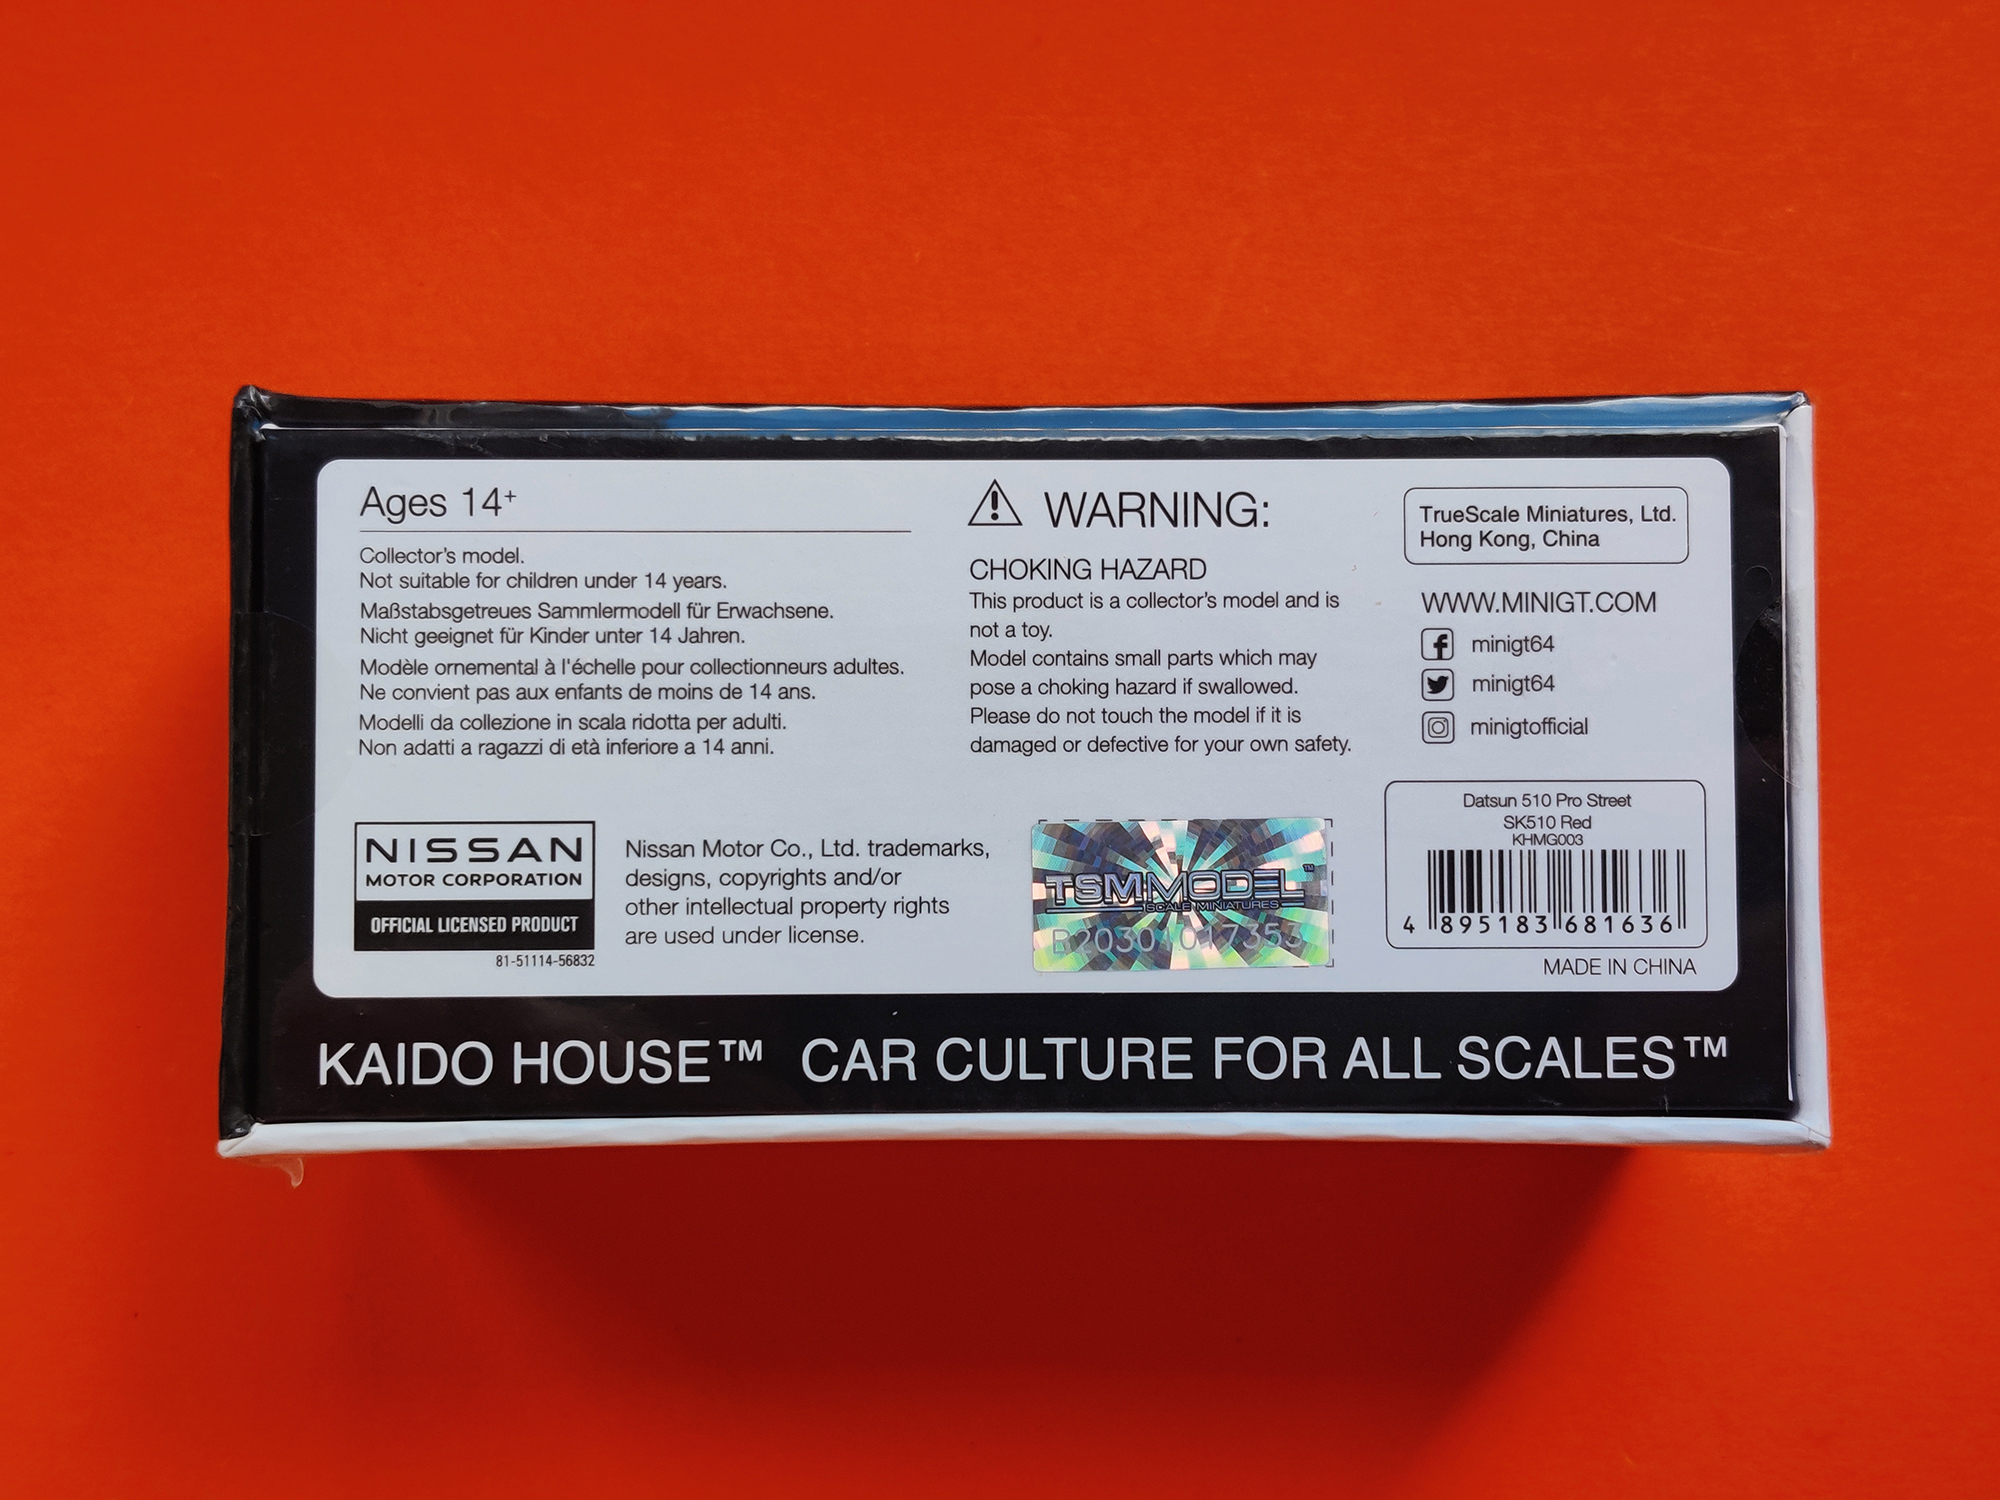 Ages 14+
Collector's model.
Not suitable for children under 14 years.
Maßstabsgetreues Sammlermodell für Erwachsene.
Nicht geeignet für Kinder unter 14 Jahren.
Modèle ornemental à l'échelle pour collectionneurs adultes.
Ne convient pas aux enfants de moins de 14 ans.
Modelli da collezione in scala ridotta per adulti.
Non adatti a ragazzi di età inferiore a 14 anni.
WARNING:
CHOKING HAZARD
This product is a collector's model and is
not a toy.
Model contains small parts which may
pose a choking hazard if swallowed.
Please do not touch the model if it is
damaged or defective for your own safety.
TrueScale Miniatures, Ltd.
Hong Kong, China
WWW.MINIGT.COM
minigt64
minigt64
minigtofficial
NISSAN
MOTOR CORPORATION
OFFICIAL LICENSED PRODUCT
81-51114-56832
Nissan Motor Co., Ltd. trademarks,
designs, copyrights and/or
other intellectual property rights
are used under license.
TSMMODEL™
SCALE MINIATURES
Datsun 510 Pro Street
SK510 Red
KHMG003
4 895183 681636
MADE IN CHINA
KAIDO HOUSE™ CAR CULTURE FOR ALL SCALES™